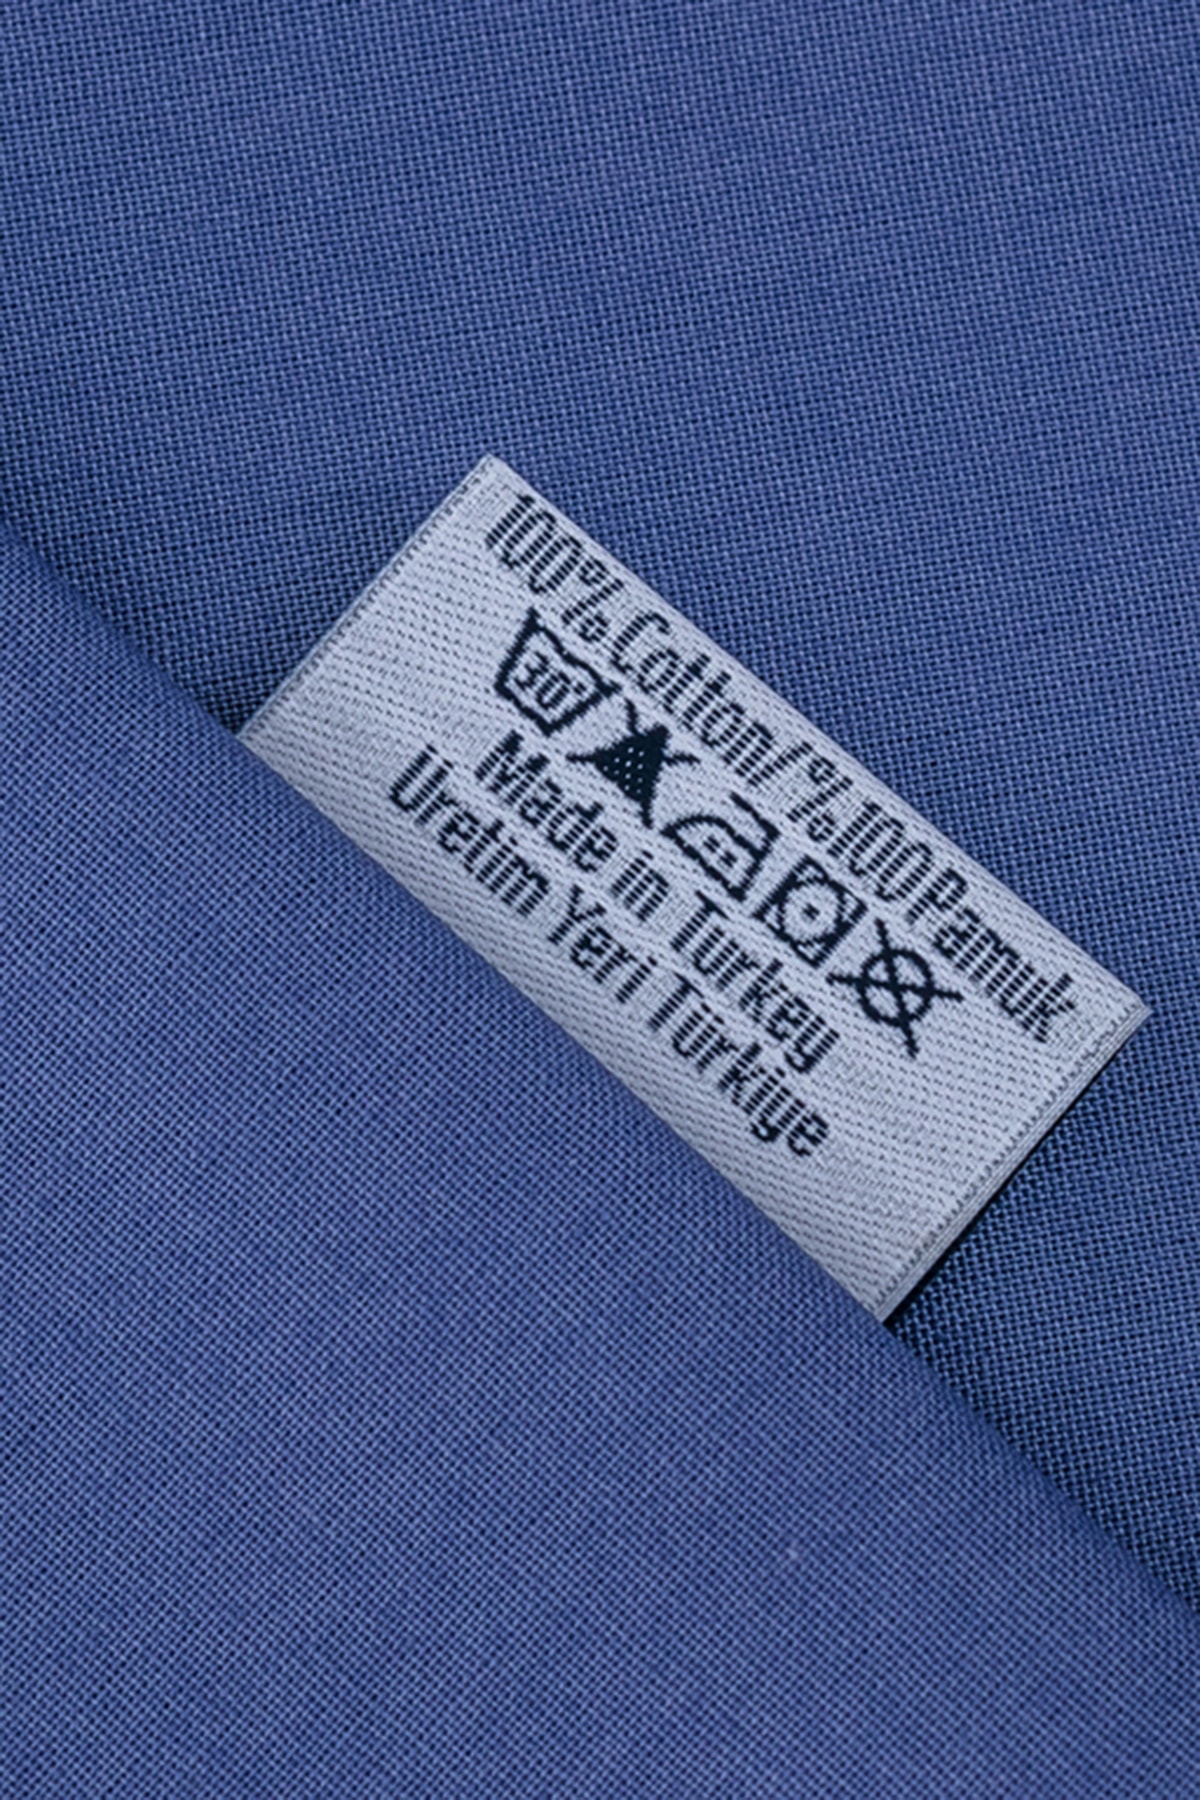 100% Cotton/%100 Pamuk
30°
Made in Turkey
Üretim Yeri Türkiye